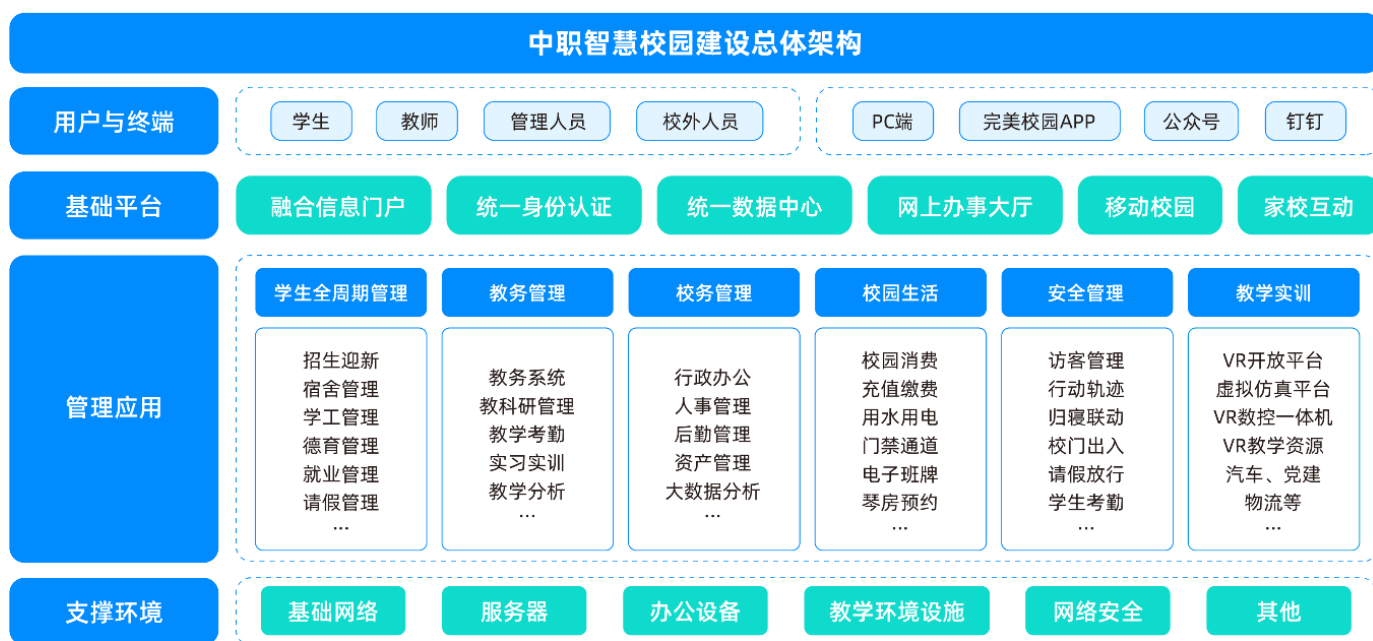 中职智慧校园建设总体架构
用户与终端
学生 教师 管理人员 校外人员 PC端 完美校园APP 公众号 钉钉
基础平台
融合信息门户 统一身份认证 统一数据中心 网上办事大厅 移动校园 家校互动
管理应用
学生全周期管理
招生迎新
宿舍管理
学工管理
德育管理
就业管理
请假管理
...
教务管理
教务系统
教科研管理
教学考勤
实习实训
教学分析
...
校务管理
行政办公
人事管理
后勤管理
资产管理
大数据分析
...
校园生活
校园消费
充值缴费
用水用电
门禁通道
电子班牌
琴房预约
...
安全管理
访客管理
行动轨迹
归寝联动
校门出入
请假放行
学生考勤
...
教学实训
VR开放平台
虚拟仿真平台
VR数控一体机
VR教学资源
汽车、党建
物流等
...
支撑环境
基础网络 服务器 办公设备 教学环境设施 网络安全 其他